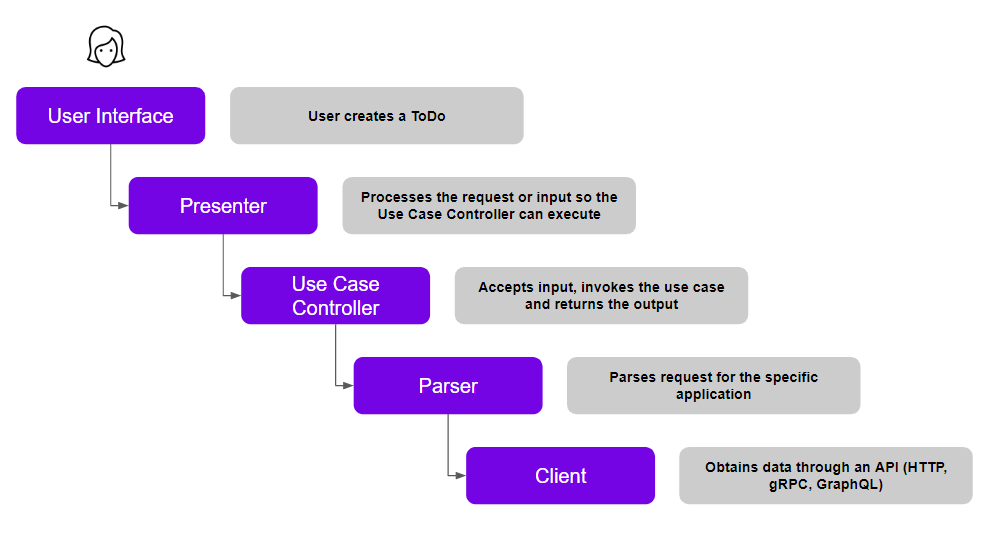 User Interface
User creates a ToDo
Presenter
Processes the request or input so the
Use Case Controller can execute
Use Case
Controller
Accepts input, invokes the use case
and returns the output
Parser
Parses request for the specific
application
Client
Obtains data through an API (HTTP,
gRPC, GraphQL)